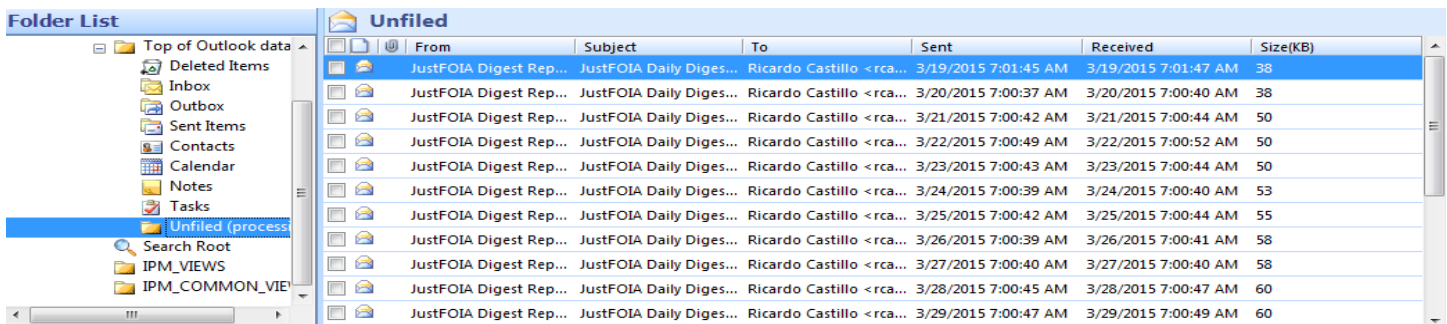 Folder List
Top of Outlook data
Deleted Items
Inbox
Outbox
Sent Items
Contacts
Calendar
Notes
Tasks
Unfiled (processi
Search Root
IPM_VIEWS
IPM_COMMON_VIE
Unfiled
From Subject To Sent Received Size(KB)
JustFOIA Digest Rep... JustFOIA Daily Diges... Ricardo Castillo <rca... 3/19/2015 7:01:45 AM 3/19/2015 7:01:47 AM 38
JustFOIA Digest Rep... JustFOIA Daily Diges... Ricardo Castillo <rca... 3/20/2015 7:00:37 AM 3/20/2015 7:00:40 AM 38
JustFOIA Digest Rep... JustFOIA Daily Diges... Ricardo Castillo <rca... 3/21/2015 7:00:42 AM 3/21/2015 7:00:44 AM 50
JustFOIA Digest Rep... JustFOIA Daily Diges... Ricardo Castillo <rca... 3/22/2015 7:00:49 AM 3/22/2015 7:00:52 AM 50
JustFOIA Digest Rep... JustFOIA Daily Diges... Ricardo Castillo <rca... 3/23/2015 7:00:43 AM 3/23/2015 7:00:44 AM 50
JustFOIA Digest Rep... JustFOIA Daily Diges... Ricardo Castillo <rca... 3/24/2015 7:00:39 AM 3/24/2015 7:00:40 AM 53
JustFOIA Digest Rep... JustFOIA Daily Diges... Ricardo Castillo <rca... 3/25/2015 7:00:42 AM 3/25/2015 7:00:44 AM 55
JustFOIA Digest Rep... JustFOIA Daily Diges... Ricardo Castillo <rca... 3/26/2015 7:00:39 AM 3/26/2015 7:00:41 AM 58
JustFOIA Digest Rep... JustFOIA Daily Diges... Ricardo Castillo <rca... 3/27/2015 7:00:40 AM 3/27/2015 7:00:40 AM 58
JustFOIA Digest Rep... JustFOIA Daily Diges... Ricardo Castillo <rca... 3/28/2015 7:00:45 AM 3/28/2015 7:00:47 AM 60
JustFOIA Digest Rep... JustFOIA Daily Diges... Ricardo Castillo <rca... 3/29/2015 7:00:47 AM 3/29/2015 7:00:49 AM 60